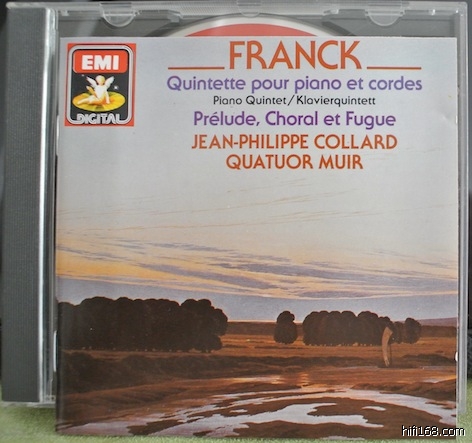 EMI
DIGITAL
FRANCK
Quintette pour piano et cordes
Piano Quintet/Klavierquintett
Prélude, Choral et Fugue
JEAN-PHILIPPE COLLARD
QUATUOR MUIR
hifi168.com